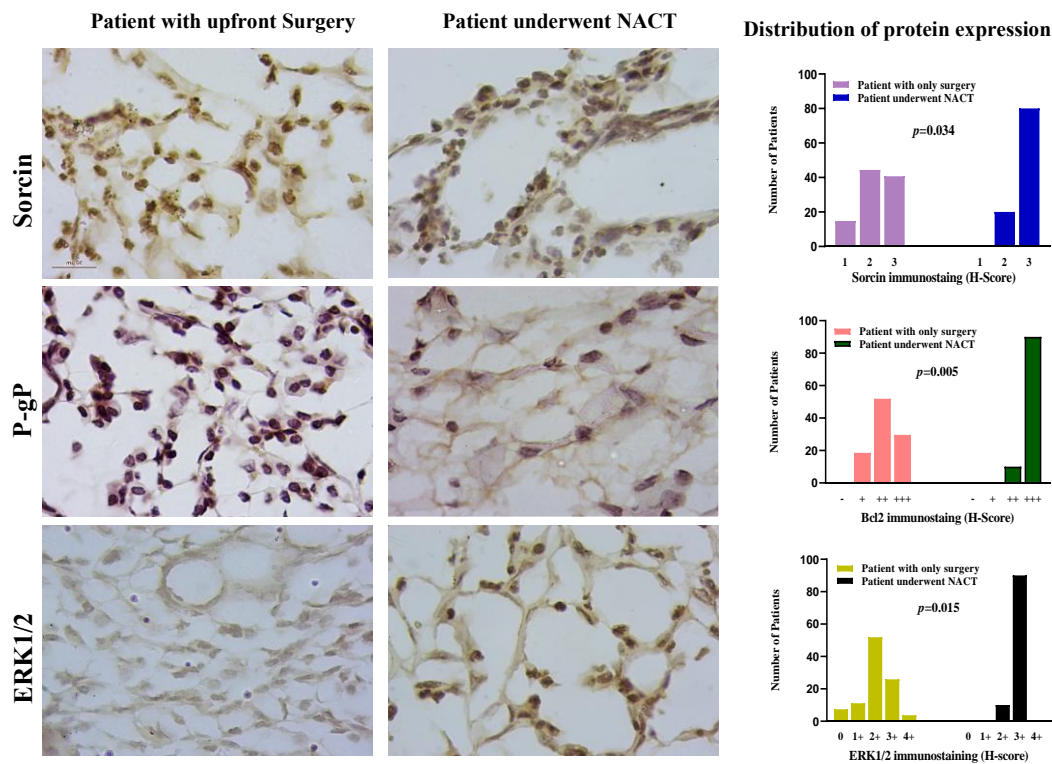 Patient with upfront Surgery
Patient underwent NACT
Distribution of protein expression
Sorcin
P-gP
ERK1/2
100
80
60
40
20
0
Number of Patients
Patient with only surgery
Patient underwent NACT
p=0.034
1 2 3 1 2 3
Sorcin immunostaing (H-Score)
100
80
60
40
20
0
Number of Patients
Patient with only surgery
Patient underwent NACT
p=0.005
- + ++ +++ - + ++ +++
Bcl2 immunostaing (H-Score)
100
80
60
40
20
0
Number of Patients
Patient with only surgery
Patient underwent NACT
p=0.015
0 1+ 2+ 3+ 4+ 0 1+ 2+ 3+ 4+
ERK1/2 immunostaining (H-score)